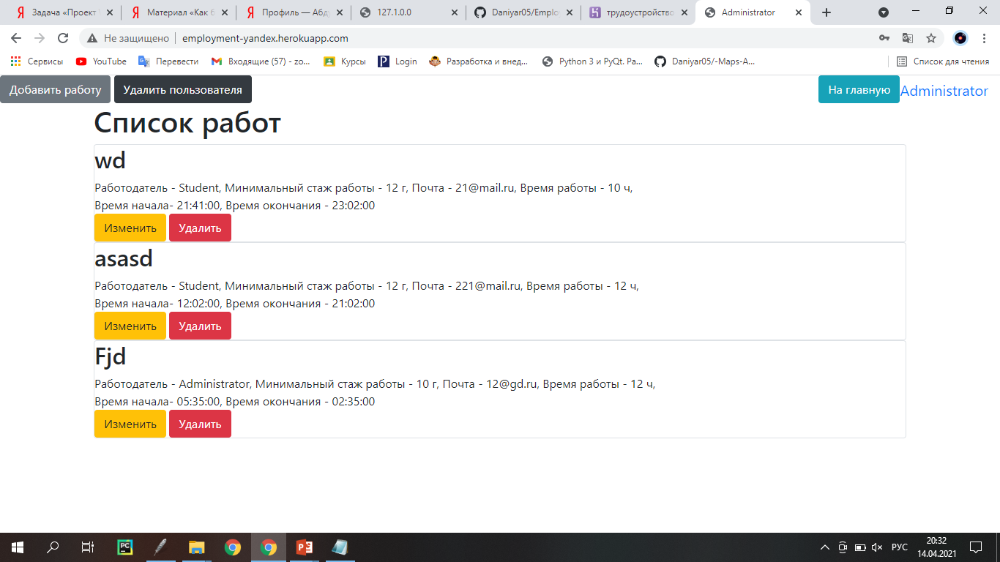 Задача «Проект
Материал «Как б
Профиль — Абд
127.1.0.0
Daniyar05/Emplo
трудоустройство
Administrator
Не защищено
employment-yandex.herokuapp.com
Сервисы
YouTube
Перевести
Входящие (57) - zo...
Курсы
Login
Разработка и внед...
Python 3 и PyQt. Ра...
Daniyar05/-Maps-A...
Список для чтения
Добавить работу
Удалить пользователя
На главную
Administrator
Список работ
wd
Работодатель - Student, Минимальный стаж работы - 12 г, Почта - 21@mail.ru, Время работы - 10 ч,
Время начала- 21:41:00, Время окончания - 23:02:00
Изменить
Удалить
asasd
Работодатель - Student, Минимальный стаж работы - 12 г, Почта - 221@mail.ru, Время работы - 12 ч,
Время начала- 12:02:00, Время окончания - 21:02:00
Изменить
Удалить
Fjd
Работодатель - Administrator, Минимальный стаж работы - 10 г, Почта - 12@gd.ru, Время работы - 12 ч,
Время начала- 05:35:00, Время окончания - 02:35:00
Изменить
Удалить
РУС
20:32
14.04.2021